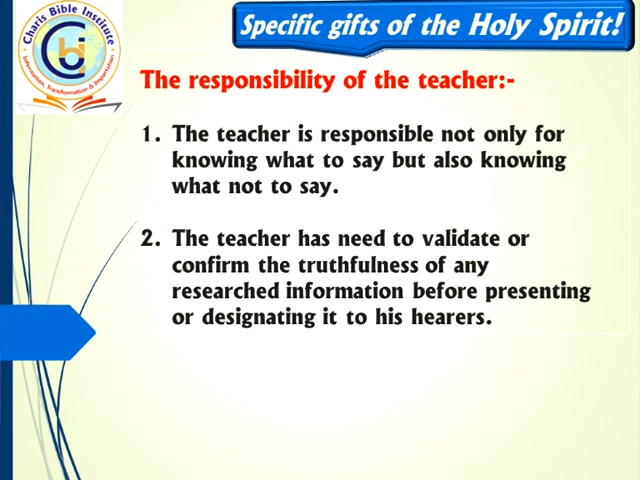 Charis Bible Institute
Information, Transformation & Impartation
Specific gifts of the Holy Spirit!
The responsibility of the teacher:-
1. The teacher is responsible not only for
knowing what to say but also knowing
what not to say.
2. The teacher has need to validate or
confirm the truthfulness of any
researched information before presenting
or designating it to his hearers.